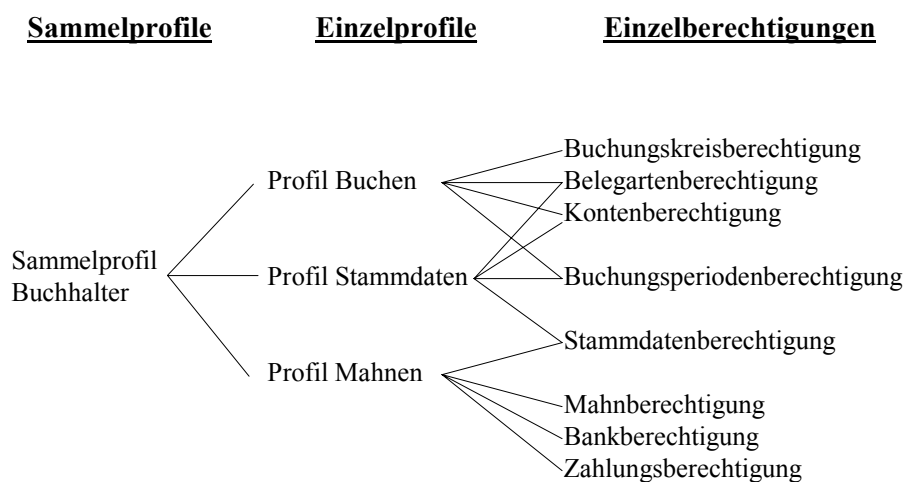 Sammelprofile Einzelprofile Einzelberechtigungen
Buchungskreisberechtigung
Profil Buchen Belegartenberechtigung
Kontenberechtigung
Sammelprofil
Buchhalter
Profil Stammdaten Buchungsperiodenberechtigung
Stammdatenberechtigung
Profil Mahnen
Mahnberechtigung
Bankberechtigung
Zahlungsberechtigung